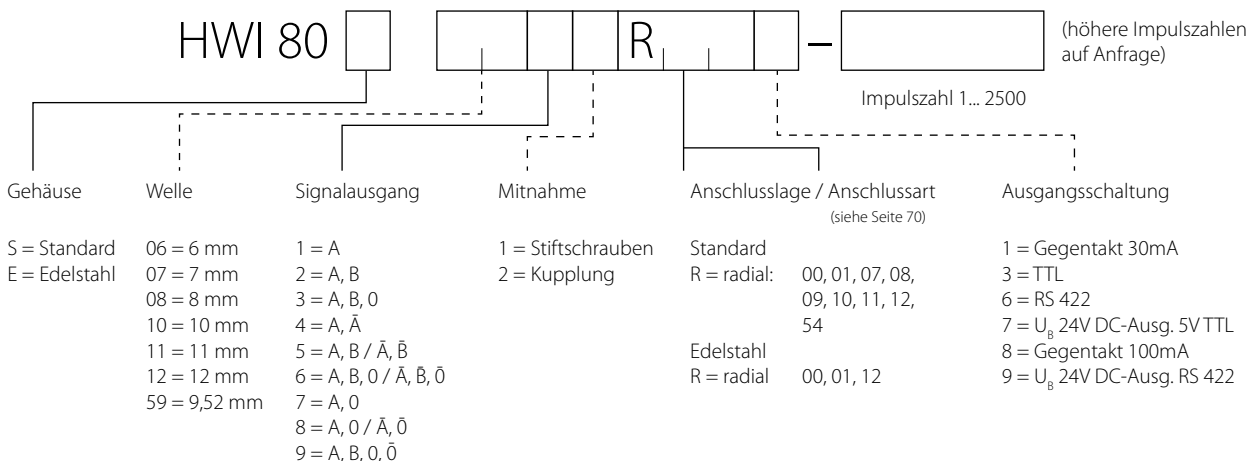 HWI 80 R –
(höhere Impulszahlen
auf Anfrage)
Impulszahl 1... 2500
Gehäuse
S = Standard
E = Edelstahl
Welle
06 = 6 mm
07 = 7 mm
08 = 8 mm
10 = 10 mm
11 = 11 mm
12 = 12 mm
59 = 9,52 mm
Signalausgang
1 = A
2 = A, B
3 = A, B, 0
4 = A, Ā
5 = A, B / Ā, B̄
6 = A, B, 0 / Ā, B̄, 0̄
7 = A, 0
8 = A, 0 / Ā, 0̄
9 = A, B, 0, 0̄
Mitnahme
1 = Stiftschrauben
2 = Kupplung
Anschlusslage / Anschlussart
(siehe Seite 70)
Standard
R = radial: 00, 01, 07, 08,
09, 10, 11, 12,
54
Edelstahl
R = radial 00, 01, 12
Ausgangsschaltung
1 = Gegentakt 30mA
3 = TTL
6 = RS 422
7 = U_B 24V DC-Ausg. 5V TTL
8 = Gegentakt 100mA
9 = U_B 24V DC-Ausg. RS 422